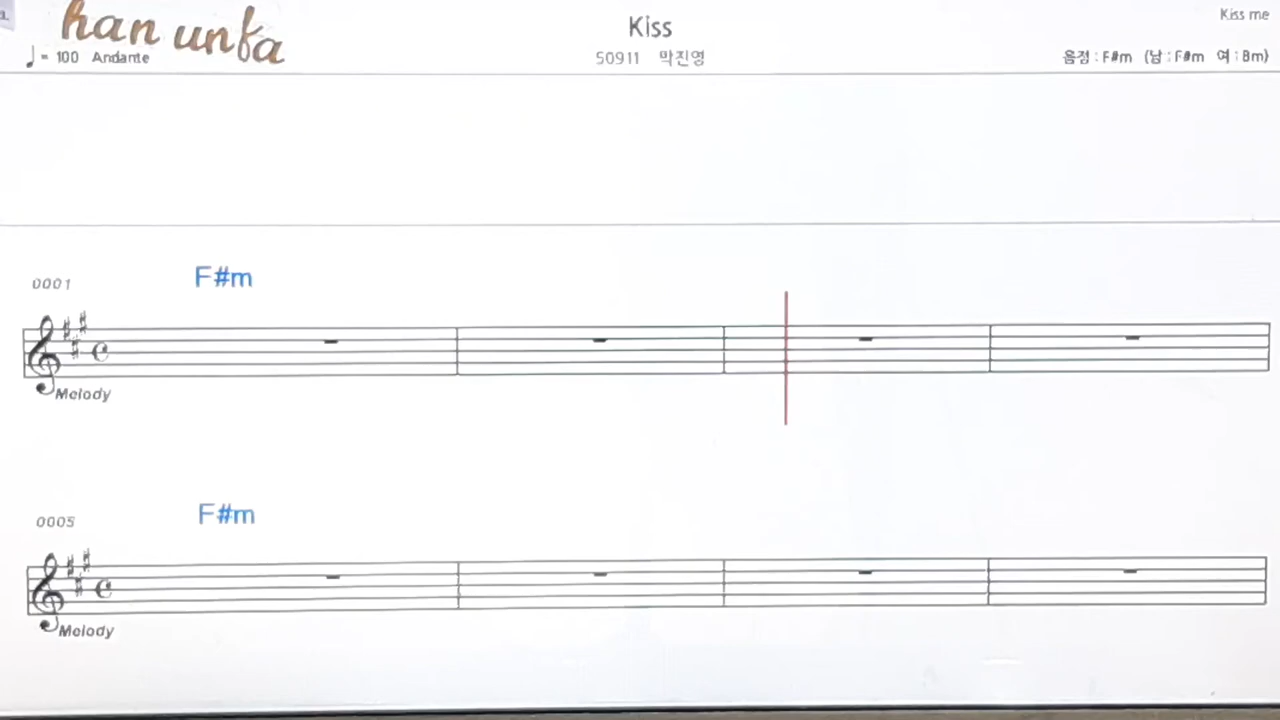 han unfa
Kiss
Kiss me
♩ = 100 Andante
50911 막진영
음정 : F#m (남 : F#m 여 : Bm)
0001
F#m
Melody
0005
F#m
Melody